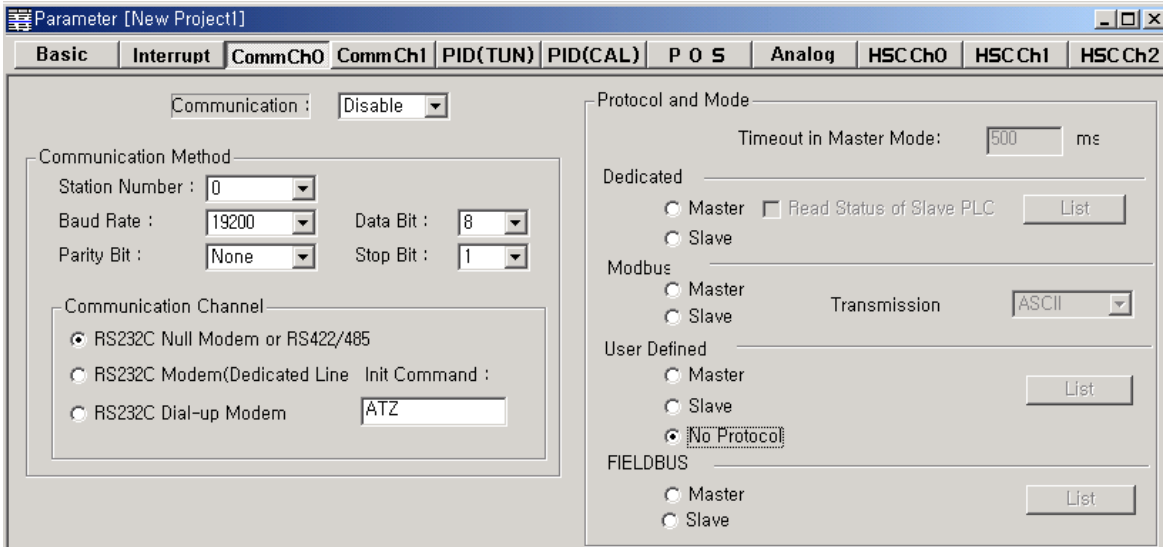 Parameter [New Project1]
Basic Interrupt CommCh0 CommCh1 PID(TUN) PID(CAL) P O S Analog HSCCh0 HSCCh1 HSCCh2
Communication : Disable
Communication Method
Station Number : 0
Baud Rate : 19200 Data Bit : 8
Parity Bit : None Stop Bit : 1
Communication Channel
RS232C Null Modem or RS422/485
RS232C Modem(Dedicated Line Init Command :
RS232C Dial-up Modem ATZ
Protocol and Mode
Timeout in Master Mode: 500 ms
Dedicated
Master Read Status of Slave PLC List
Slave
Modbus
Master
Transmission ASCII
Slave
User Defined
Master
List
Slave
No Protocol
FIELDBUS
Master List
Slave